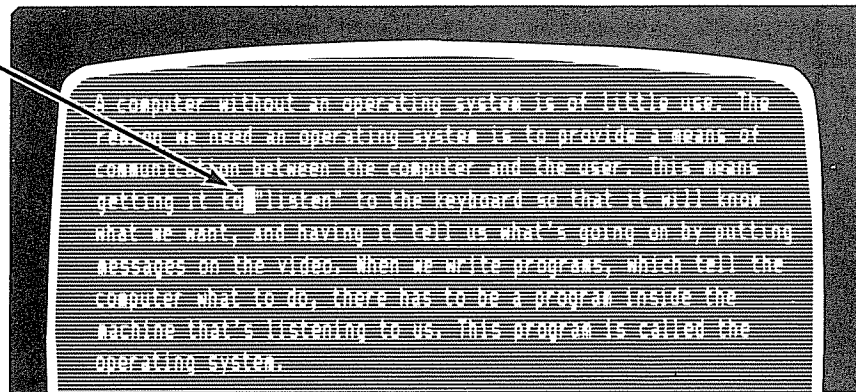 A computer without an operating system is of little use. The
reason we need an operating system is to provide a means of
communication between the computer and the user. This means
getting it to "listen" to the keyboard so that it will know
what we want, and having it tell us what's going on by putting
messages on the video. When we write programs, which tell the
computer what to do, there has to be a program inside the
machine that's listening to us. This program is called the
operating system.